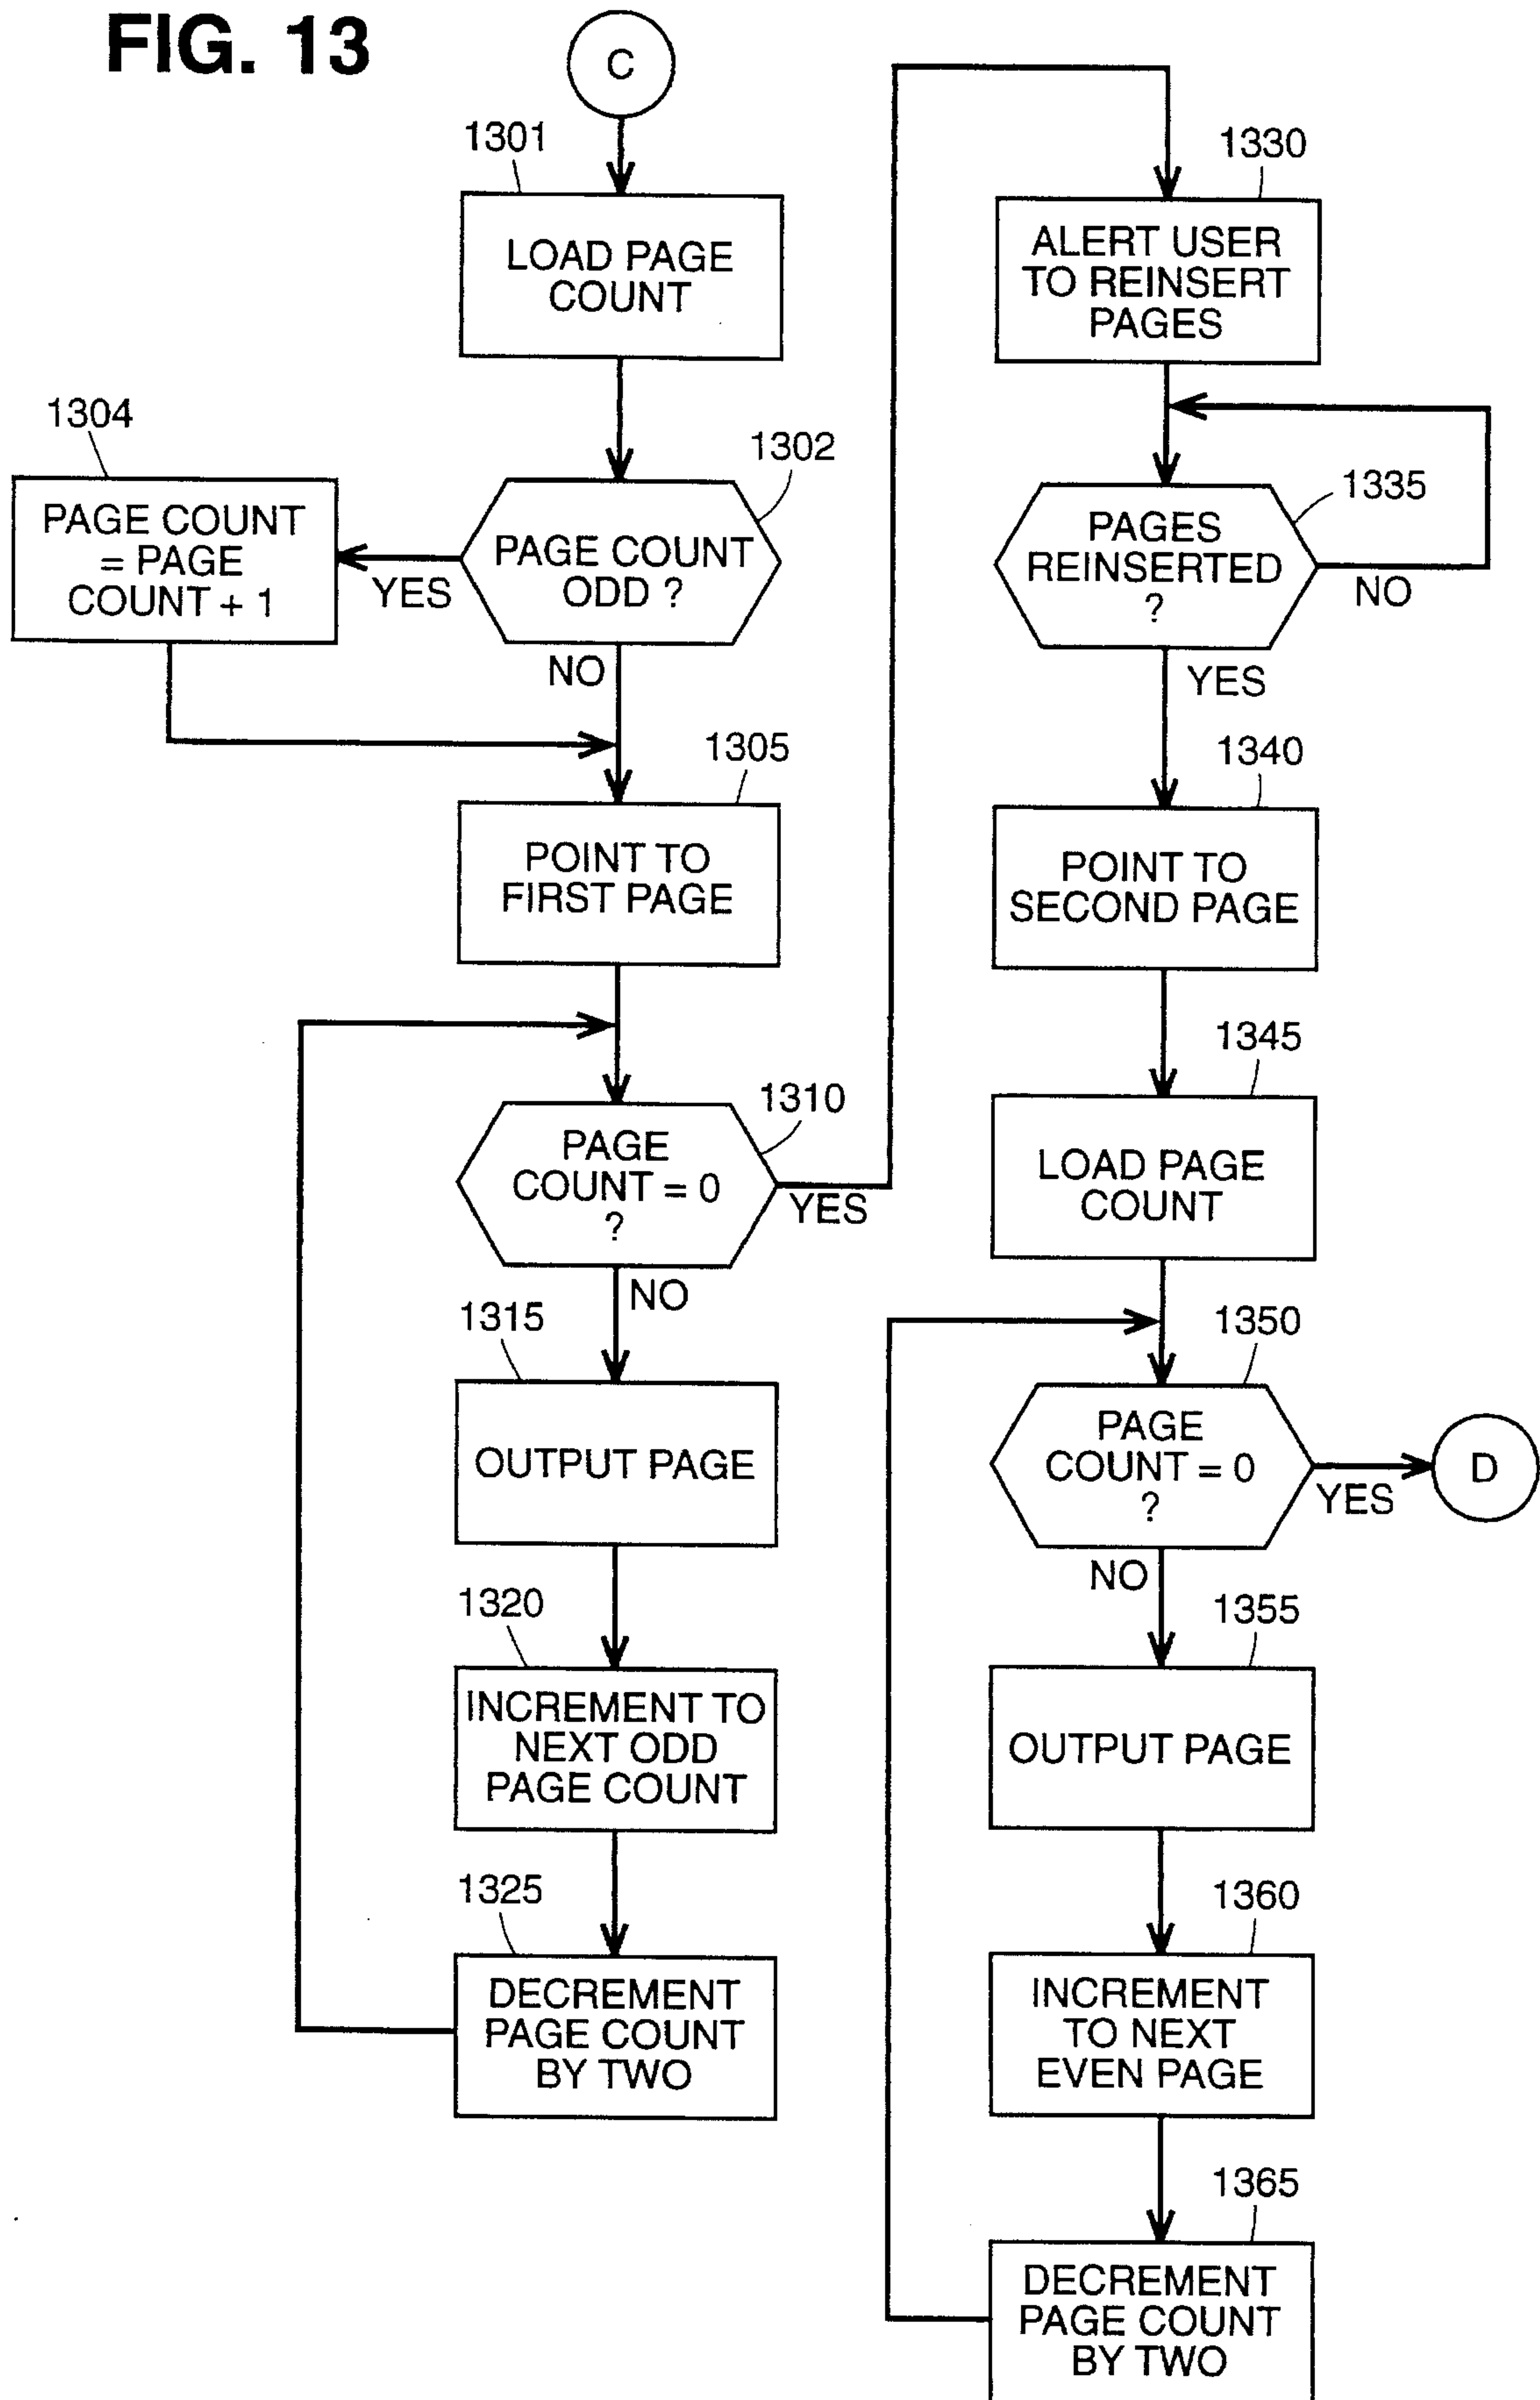 FIG. 13
C
1301
LOAD PAGE
COUNT
1304
PAGE COUNT
= PAGE
COUNT + 1
1302
PAGE COUNT
ODD ?
YES
NO
1305
POINT TO
FIRST PAGE
1310
PAGE
COUNT = 0
?
YES
NO
1315
OUTPUT PAGE
1320
INCREMENT TO
NEXT ODD
PAGE COUNT
1325
DECREMENT
PAGE COUNT
BY TWO
1330
ALERT USER
TO REINSERT
PAGES
1335
PAGES
REINSERTED
?
NO
YES
1340
POINT TO
SECOND PAGE
1345
LOAD PAGE
COUNT
1350
PAGE
COUNT = 0
?
YES
D
NO
1355
OUTPUT PAGE
1360
INCREMENT
TO NEXT
EVEN PAGE
1365
DECREMENT
PAGE COUNT
BY TWO